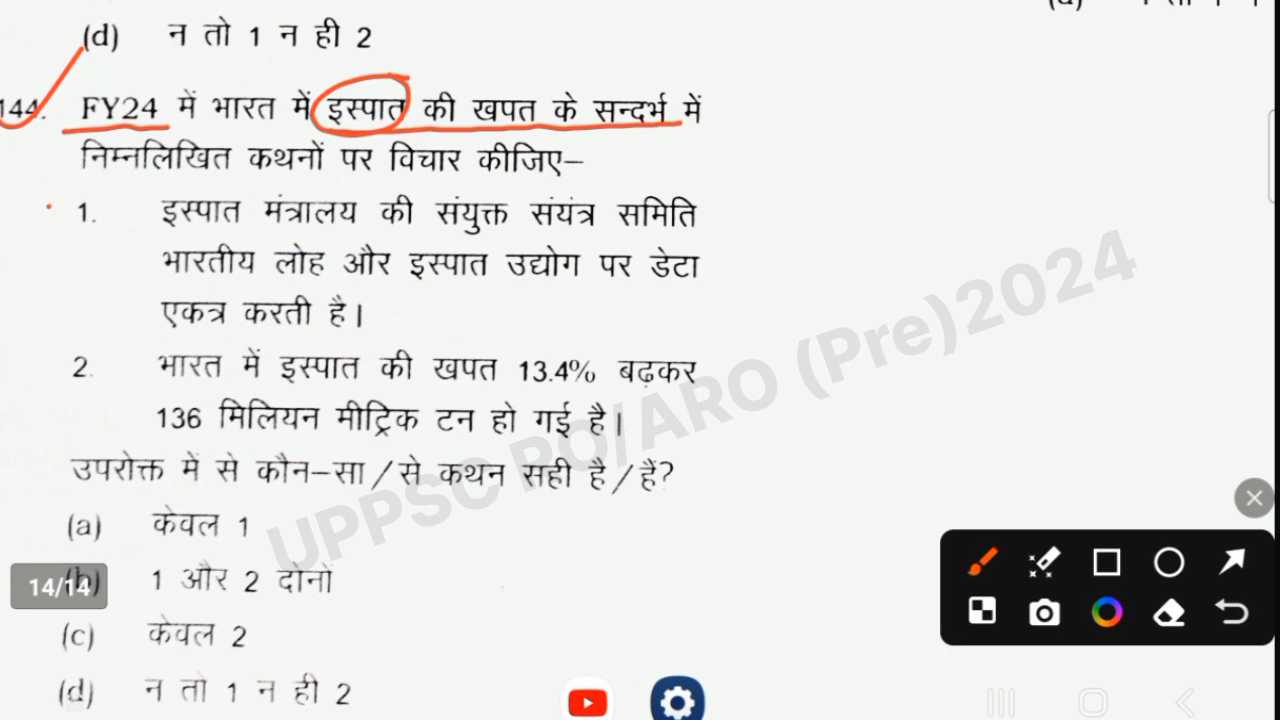 (d) न तो 1 न ही 2
144. FY24 में भारत में इस्पात की खपत के सन्दर्भ में
निम्नलिखित कथनों पर विचार कीजिए–
1. इस्पात मंत्रालय की संयुक्त संयंत्र समिति
भारतीय लोह और इस्पात उद्योग पर डेटा
एकत्र करती है।
2. भारत में इस्पात की खपत 13.4% बढ़कर
136 मिलियन मीट्रिक टन हो गई है।
उपरोक्त में से कौन–सा/से कथन सही है/हैं?
(a) केवल 1
(b) 1 और 2 दोनों
(c) केवल 2
(d) न तो 1 न ही 2
14/14
UPPSC RO/ARO (Pre)2024